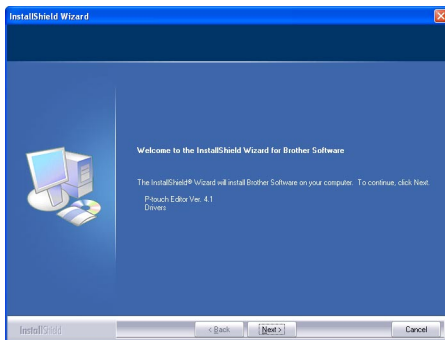 InstallShield Wizard
Welcome to the InstallShield Wizard for Brother Software
The InstallShield® Wizard will install Brother Software on your computer. To continue, click Next.
P-touch Editor Ver. 4.1
Drivers
InstallShield
< Back
Next >
Cancel